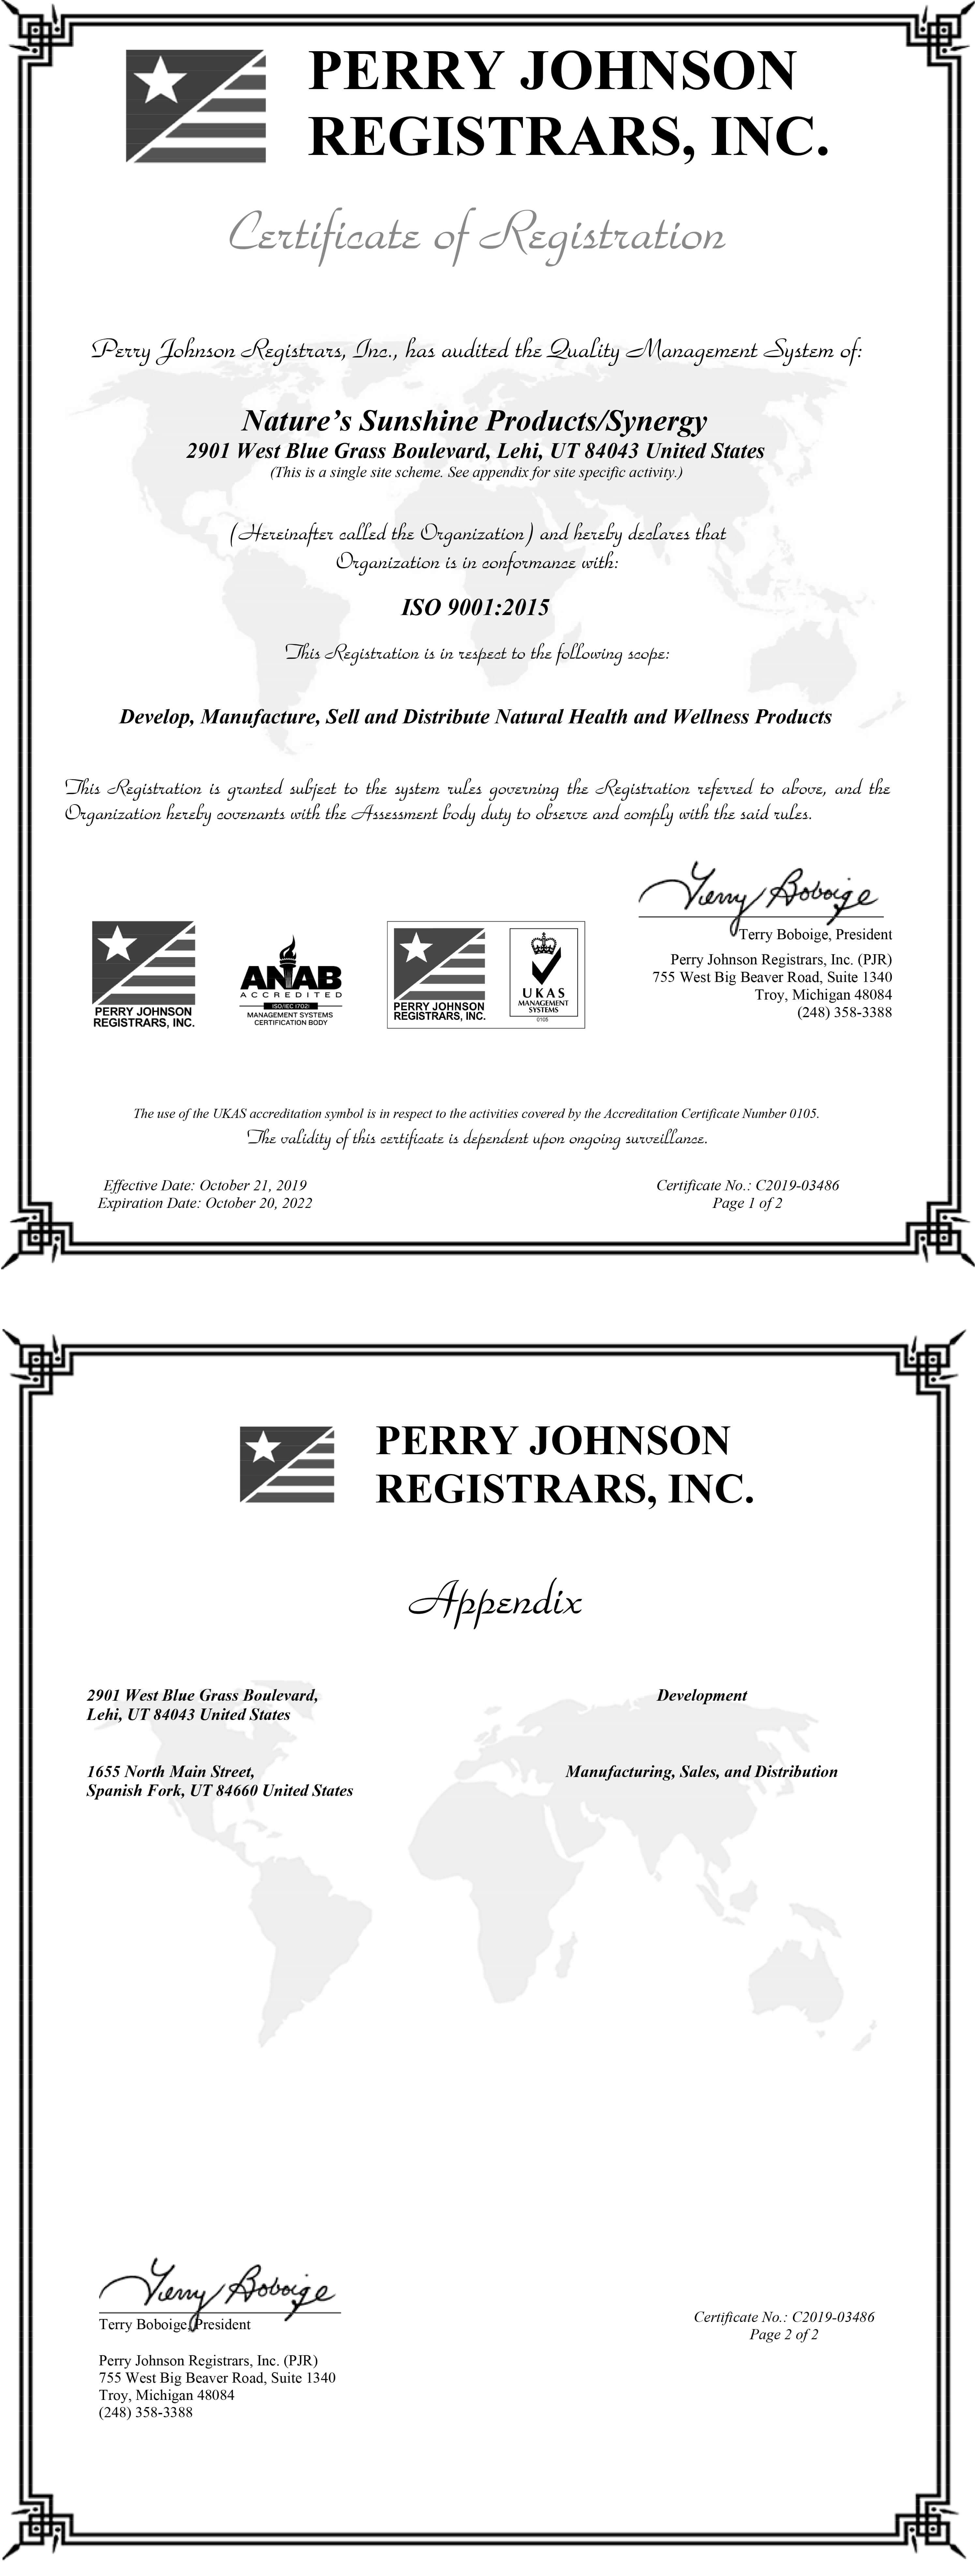 PERRY JOHNSON
REGISTRARS, INC.
Certificate of Registration
Perry Johnson Registrars, Inc., has audited the Quality Management System of:
Nature’s Sunshine Products/Synergy
2901 West Blue Grass Boulevard, Lehi, UT 84043 United States
(This is a single site scheme. See appendix for site specific activity.)
(Hereinafter called the Organization) and hereby declares that
Organization is in conformance with:
ISO 9001:2015
This Registration is in respect to the following scope:
Develop, Manufacture, Sell and Distribute Natural Health and Wellness Products
This Registration is granted subject to the system rules governing the Registration referred to above, and the
Organization hereby covenants with the Assessment body duty to observe and comply with the said rules.
Terry Boboige
Terry Boboige, President
Perry Johnson Registrars, Inc. (PJR)
755 West Big Beaver Road, Suite 1340
Troy, Michigan 48084
(248) 358-3388
PERRY JOHNSON
REGISTRARS, INC.
ANAB
ACCREDITED
ISO/IEC 17021
MANAGEMENT SYSTEMS
CERTIFICATION BODY
PERRY JOHNSON
REGISTRARS, INC.
UKAS
MANAGEMENT
SYSTEMS
0105
The use of the UKAS accreditation symbol is in respect to the activities covered by the Accreditation Certificate Number 0105.
The validity of this certificate is dependent upon ongoing surveillance.
Effective Date: October 21, 2019
Expiration Date: October 20, 2022
Certificate No.: C2019-03486
Page 1 of 2
PERRY JOHNSON
REGISTRARS, INC.
Appendix
2901 West Blue Grass Boulevard,
Lehi, UT 84043 United States
Development
1655 North Main Street,
Spanish Fork, UT 84660 United States
Manufacturing, Sales, and Distribution
Terry Boboige
Terry Boboige, President
Perry Johnson Registrars, Inc. (PJR)
755 West Big Beaver Road, Suite 1340
Troy, Michigan 48084
(248) 358-3388
Certificate No.: C2019-03486
Page 2 of 2